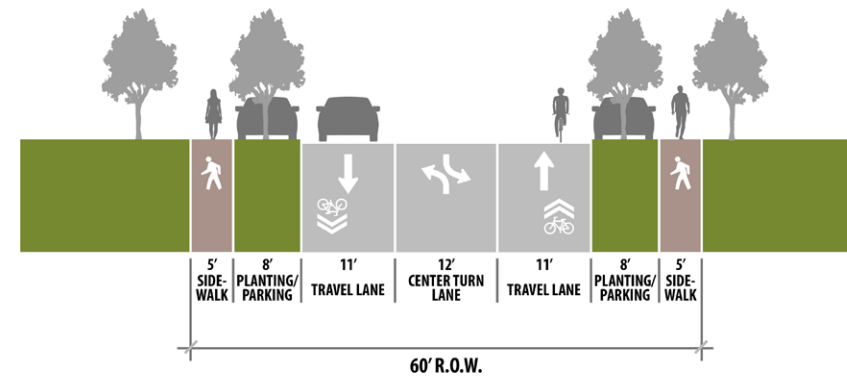 5’ 8’ 11’ 12’ 11’ 8’ 5’
SIDE- PLANTING/ TRAVEL LANE CENTER TURN TRAVEL LANE PLANTING/ SIDE-
WALK PARKING LANE PARKING WALK
60’ R.O.W.